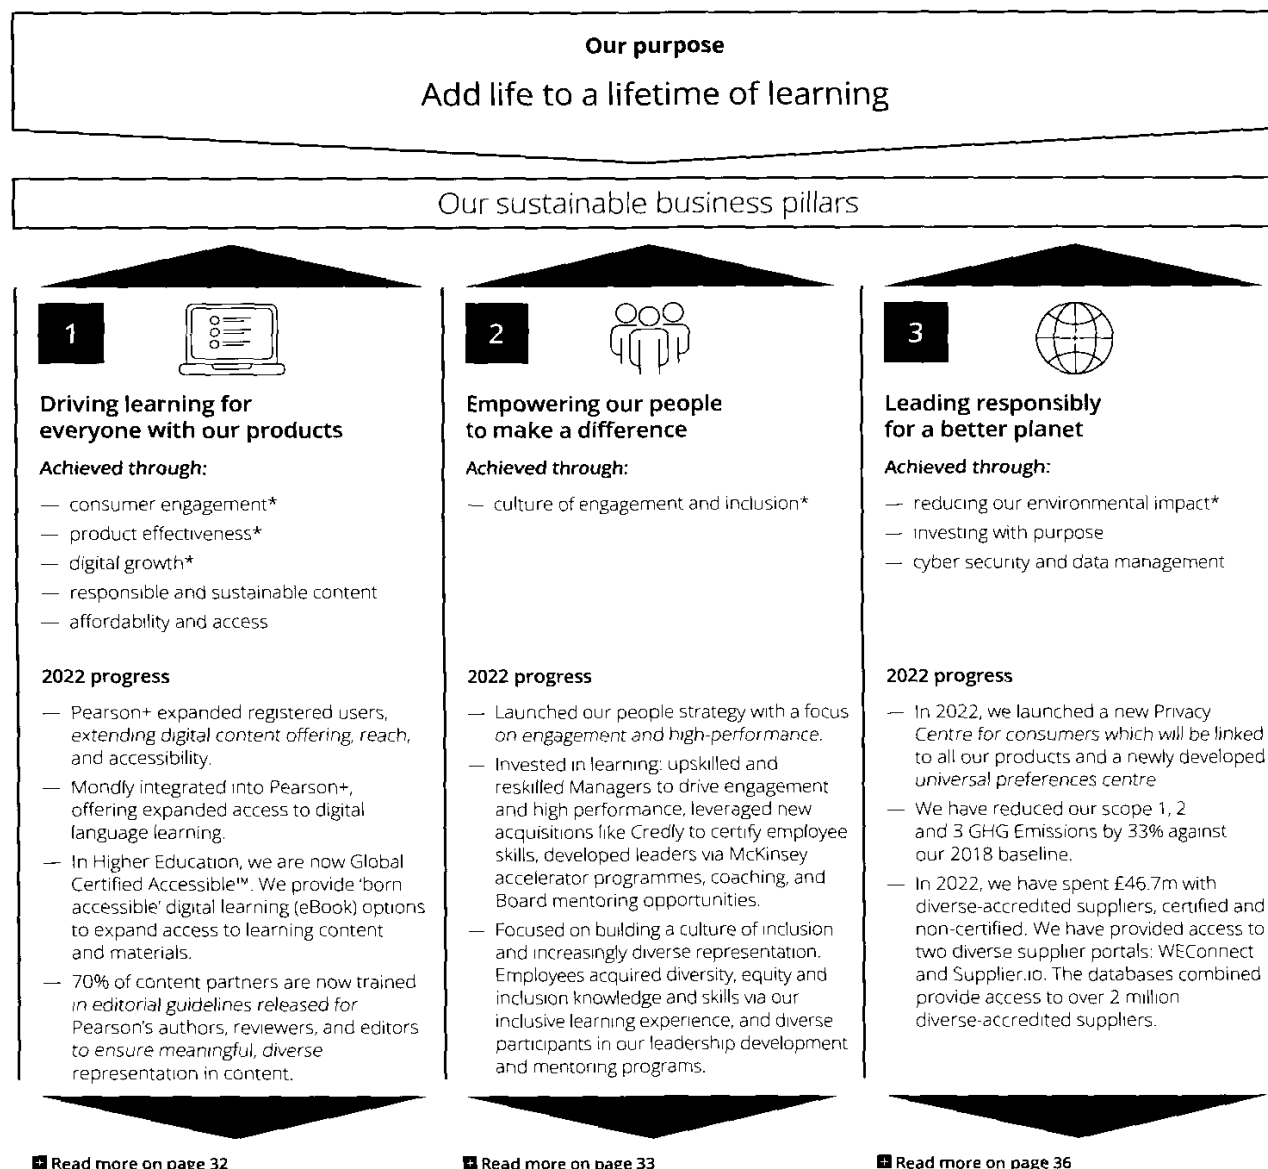 Our purpose
Add life to a lifetime of learning
Our sustainable business pillars
1
Driving learning for
everyone with our products
Achieved through:
— consumer engagement*
— product effectiveness*
— digital growth*
— responsible and sustainable content
— affordability and access
2022 progress
— Pearson+ expanded registered users,
extending digital content offering, reach,
and accessibility.
— Mondly integrated into Pearson+,
offering expanded access to digital
language learning.
— In Higher Education, we are now Global
Certified Accessible™. We provide ‘born
accessible’ digital learning (eBook) options
to expand access to learning content
and materials.
— 70% of content partners are now trained
in editorial guidelines released for
Pearson’s authors, reviewers, and editors
to ensure meaningful, diverse
representation in content.
Read more on page 32
2
Empowering our people
to make a difference
Achieved through:
— culture of engagement and inclusion*
2022 progress
— Launched our people strategy with a focus
on engagement and high-performance.
— Invested in learning: upskilled and
reskilled Managers to drive engagement
and high performance, leveraged new
acquisitions like Credly to certify employee
skills, developed leaders via McKinsey
accelerator programmes, coaching, and
Board mentoring opportunities.
— Focused on building a culture of inclusion
and increasingly diverse representation.
Employees acquired diversity, equity and
inclusion knowledge and skills via our
inclusive learning experience, and diverse
participants in our leadership development
and mentoring programs.
Read more on page 33
3
Leading responsibly
for a better planet
Achieved through:
— reducing our environmental impact*
— investing with purpose
— cyber security and data management
2022 progress
— In 2022, we launched a new Privacy
Centre for consumers which will be linked
to all our products and a newly developed
universal preferences centre
— We have reduced our scope 1, 2
and 3 GHG Emissions by 33% against
our 2018 baseline.
— In 2022, we have spent £46.7m with
diverse-accredited suppliers, certified and
non-certified. We have provided access to
two diverse supplier portals: WEConnect
and Supplier.io. The databases combined
provide access to over 2 million
diverse-accredited suppliers.
Read more on page 36